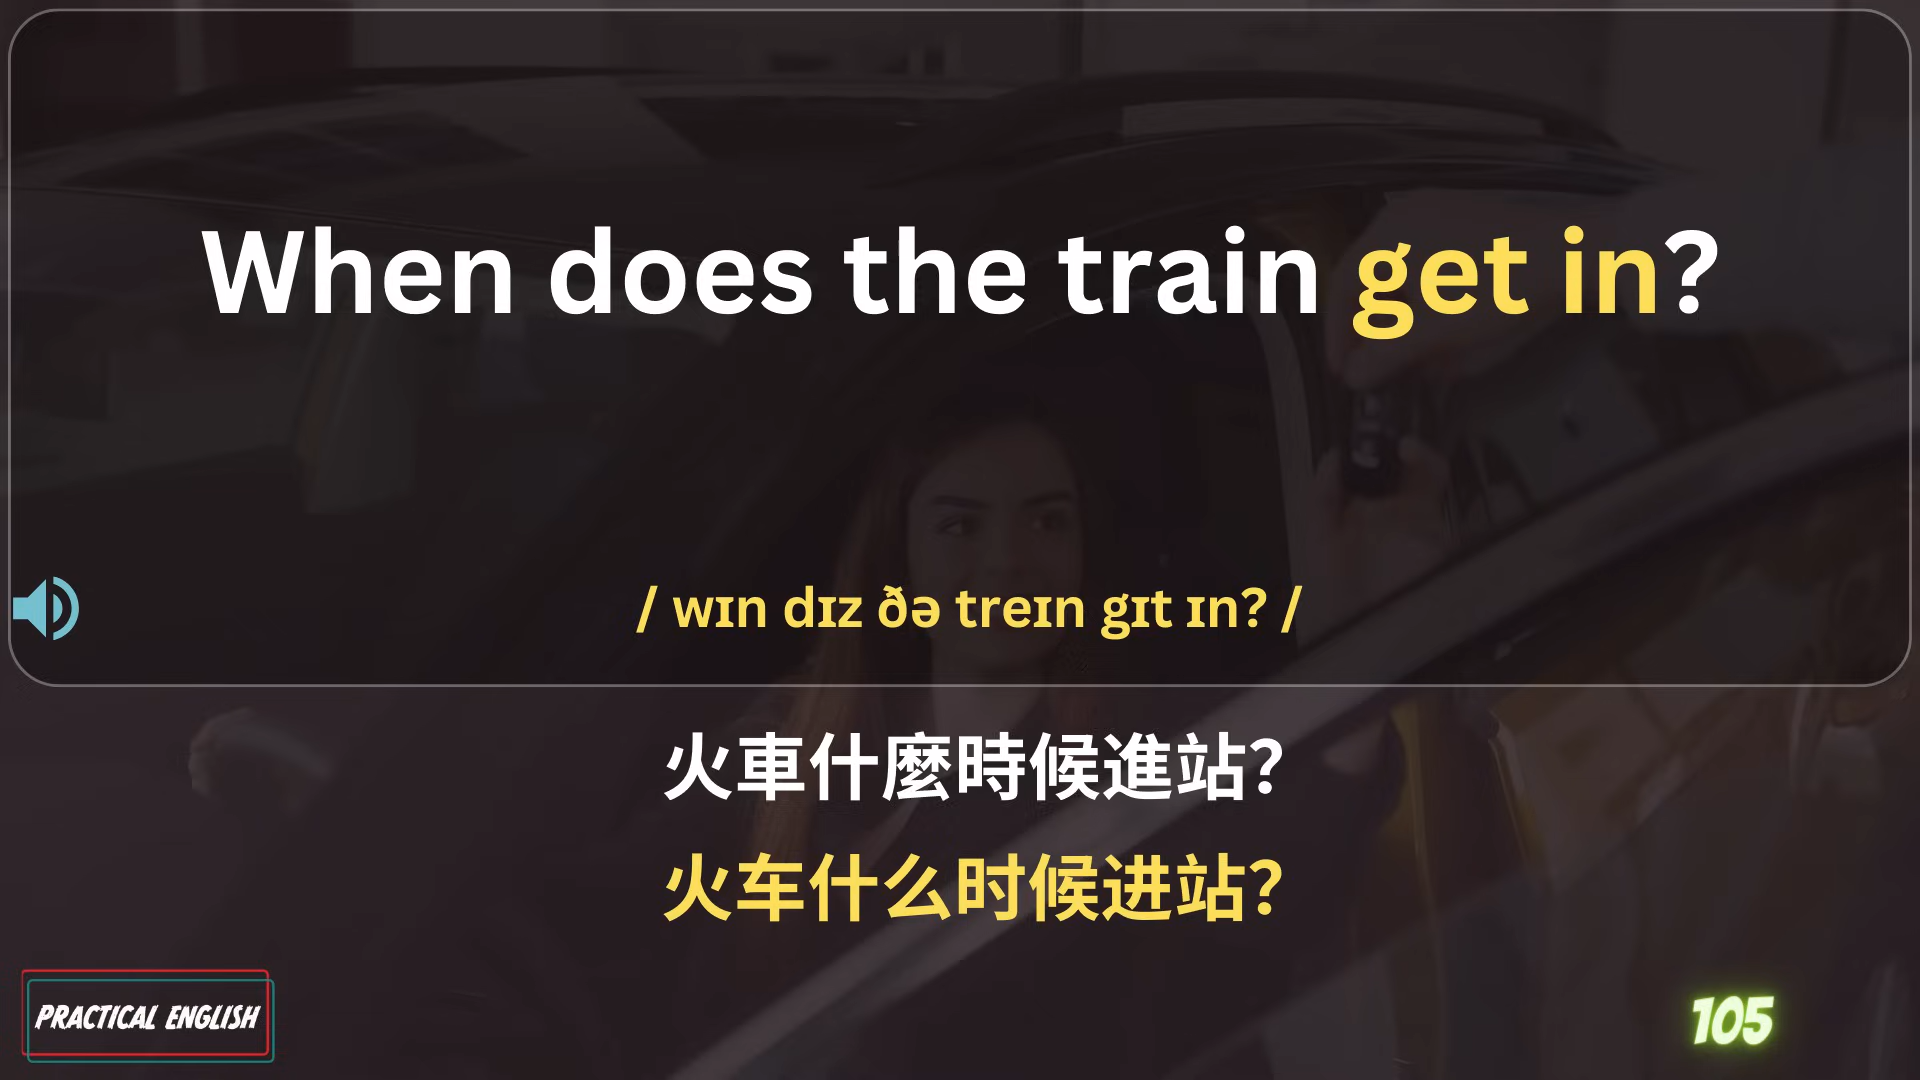 When does the train get in?
/ wɪn dɪz ðə treɪn gɪt ɪn? /
火車什麼時候進站?
火车什么时候进站?
PRACTICAL ENGLISH
105